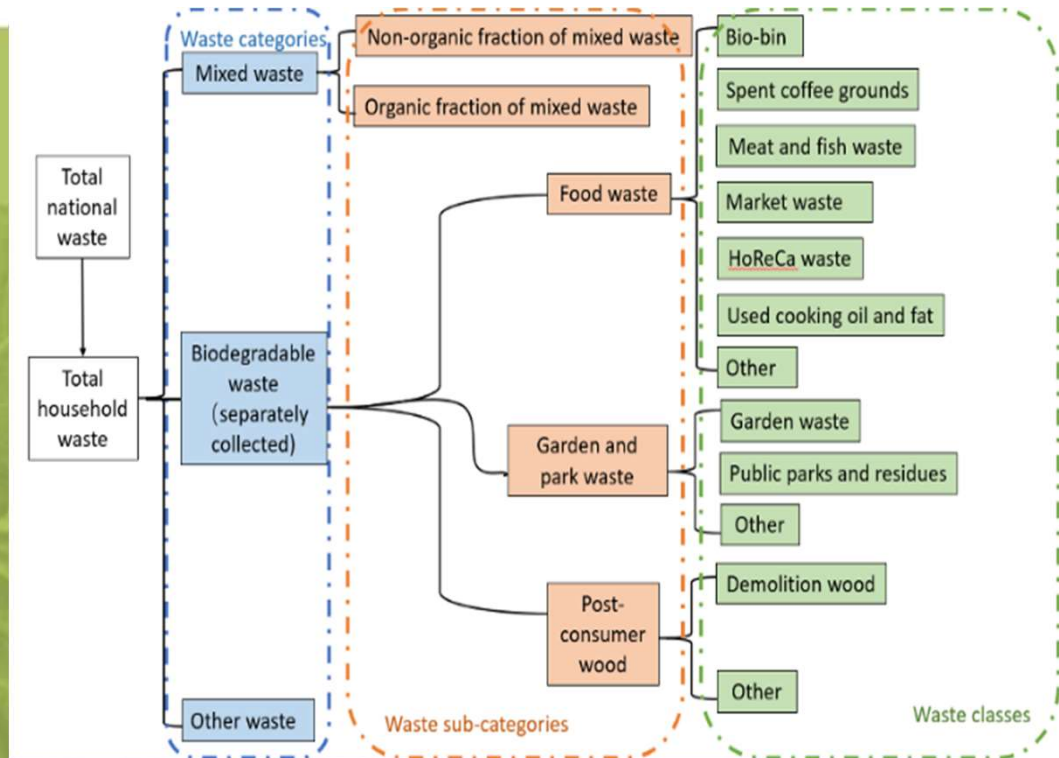 Total
national
waste
Total
household
waste
Waste categories
Mixed waste
Biodegradable
waste
(separately
collected)
Other waste
Non-organic fraction of mixed waste
Organic fraction of mixed waste
Food waste
Garden and
park waste
Post-
consumer
wood
Waste sub-categories
Bio-bin
Spent coffee grounds
Meat and fish waste
Market waste
HoReCa waste
Used cooking oil and fat
Other
Garden waste
Public parks and residues
Other
Demolition wood
Other
Waste classes